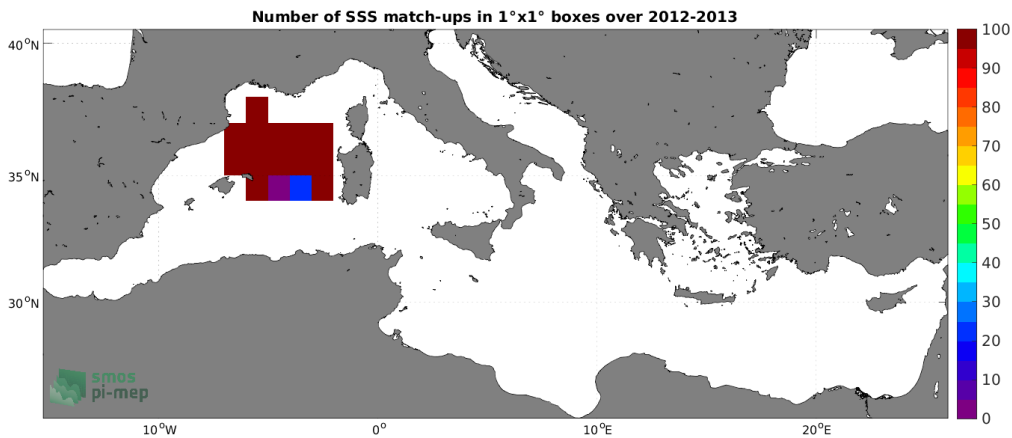 Number of SSS match-ups in 1°x1° boxes over 2012-2013
40°N
35°N
30°N
10°W
0°
10°E
20°E
100
90
80
70
60
50
40
30
20
10
0
smos
pi-mep